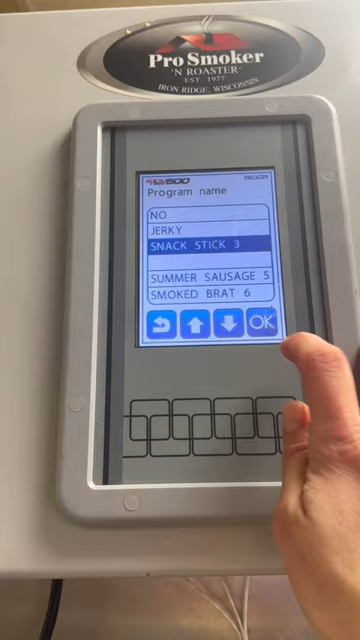 Pro Smoker
'N ROASTER
EST 1977
IRON RIDGE, WISCONSIN
Program name
NO
JERKY
SNACK STICK 3
SUMMER SAUSAGE 5
SMOKED BRAT 6
OK